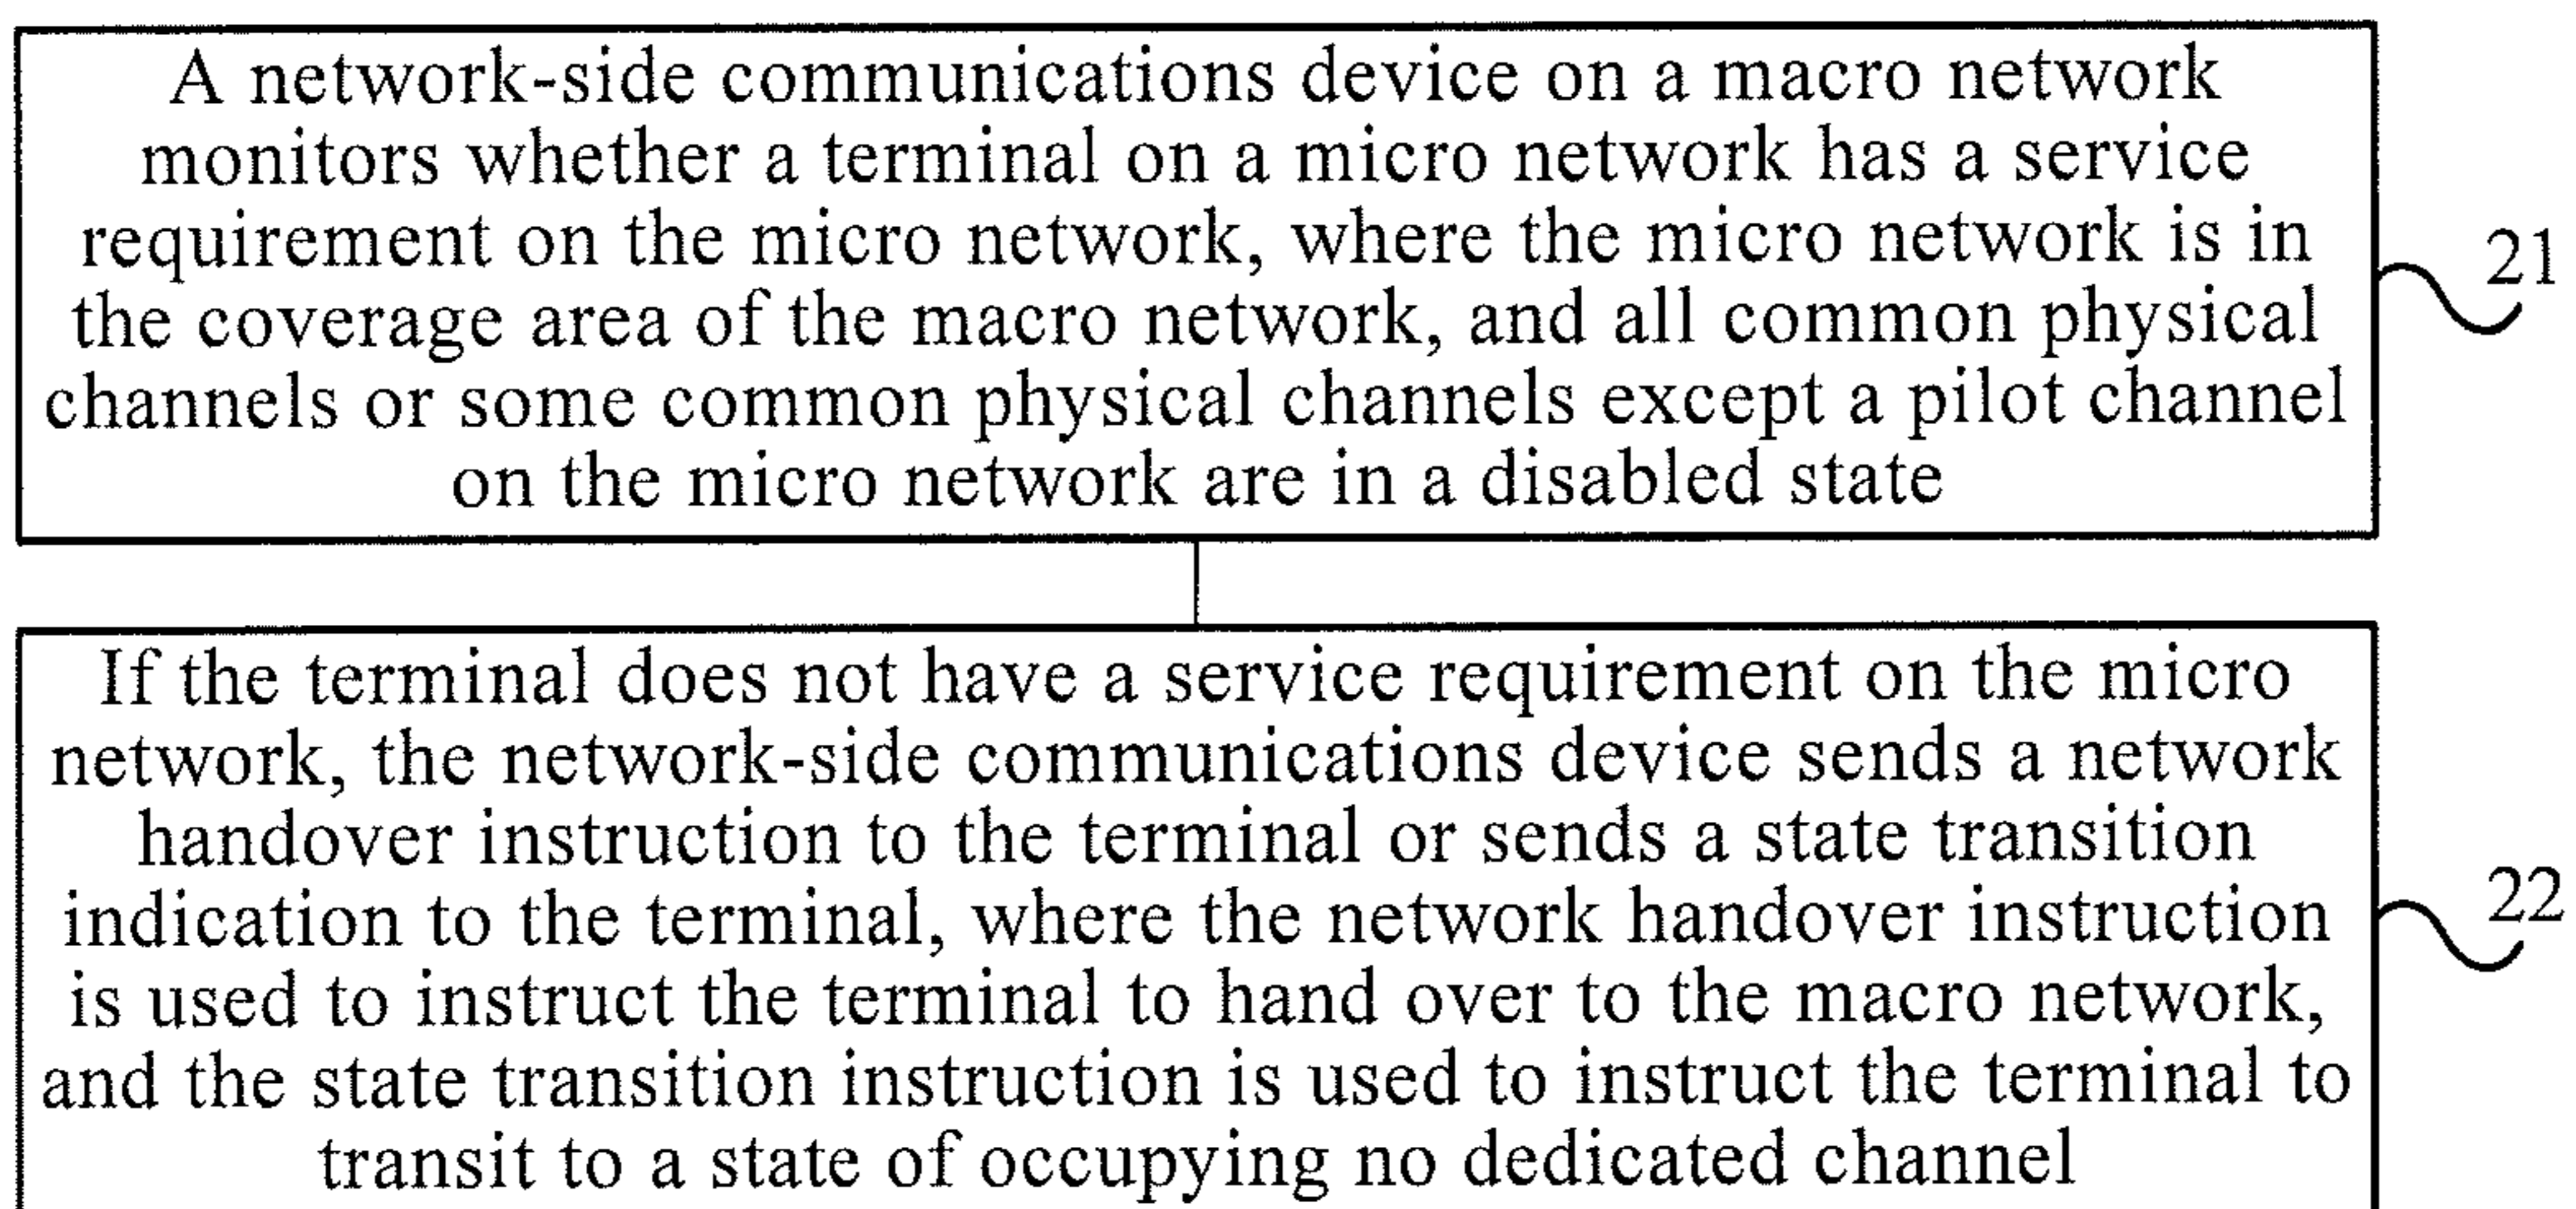 A network-side communications device on a macro network
monitors whether a terminal on a micro network has a service
requirement on the micro network, where the micro network is in
the coverage area of the macro network, and all common physical
channels or some common physical channels except a pilot channel
on the micro network are in a disabled state
21
If the terminal does not have a service requirement on the micro
network, the network-side communications device sends a network
handover instruction to the terminal or sends a state transition
indication to the terminal, where the network handover instruction
is used to instruct the terminal to hand over to the macro network,
and the state transition instruction is used to instruct the terminal to
transit to a state of occupying no dedicated channel
22